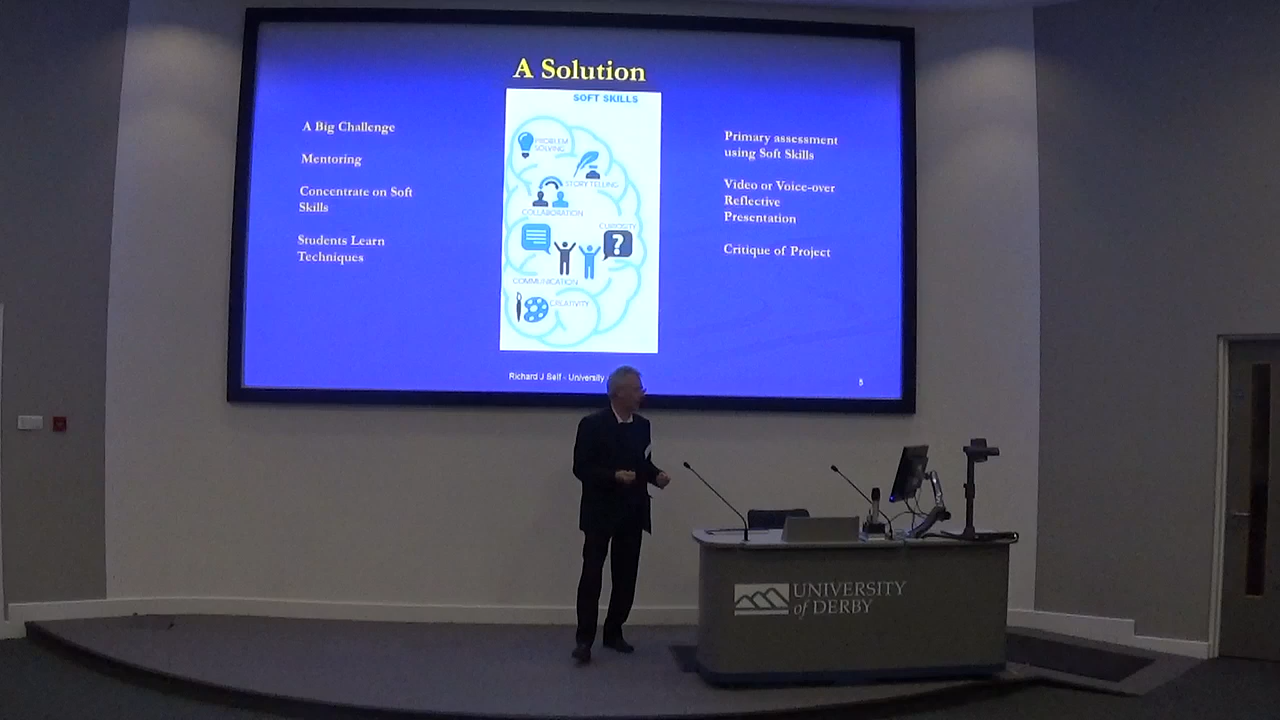 A Solution
A Big Challenge
Mentoring
Concentrate on Soft
Skills
Students Learn
Techniques
SOFT SKILLS
PROBLEM
SOLVING
STORY TELLING
COLLABORATION
CURIOSITY
COMMUNICATION
CREATIVITY
Primary assessment
using Soft Skills
Video or Voice-over
Reflective
Presentation
Critique of Project
Richard J Self - University
5
UNIVERSITY
of DERBY